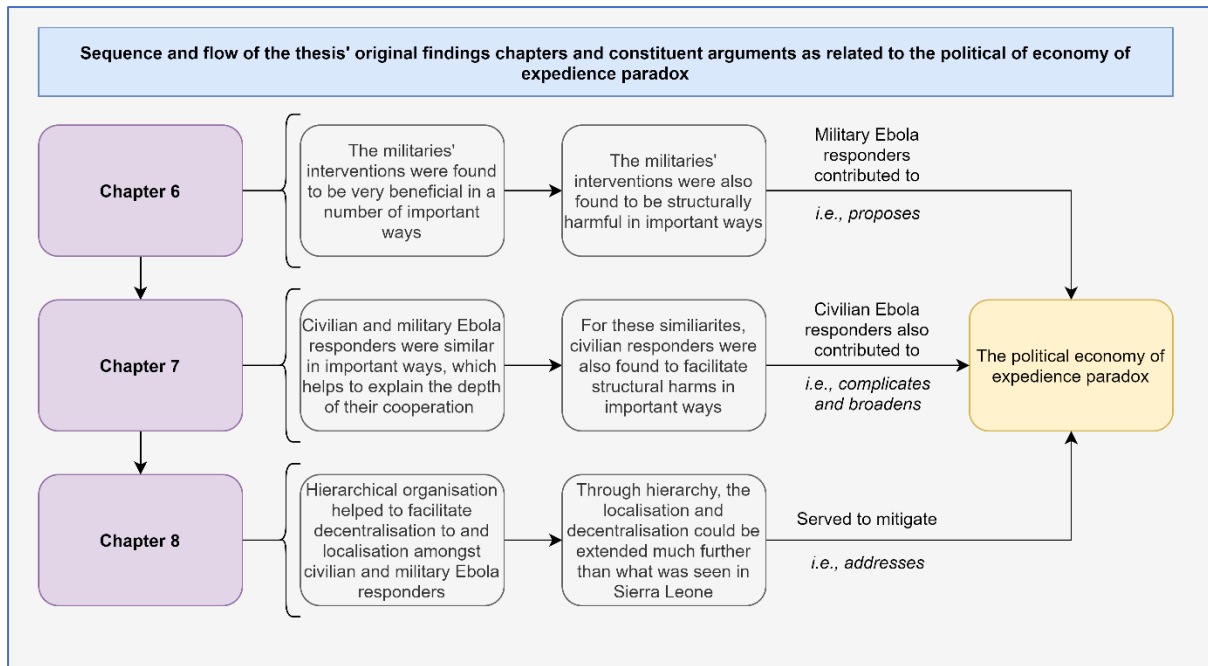 Sequence and flow of the thesis' original findings chapters and constituent arguments as related to the political of economy of
expedience paradox
Chapter 6
The militaries'
interventions were found
to be very beneficial in a
number of important
ways
The militaries'
interventions were also
found to be structurally
harmful in important ways
Military Ebola
responders
contributed to
i.e., proposes
Chapter 7
Civilian and military Ebola
responders were similar
in important ways, which
helps to explain the depth
of their cooperation
For these similiarites,
civilian responders were
also found to facilitate
structural harms in
important ways
Civilian Ebola
responders also
contributed to
i.e., complicates
and broadens
The political economy of
expedience paradox
Chapter 8
Hierarchical organisation
helped to facilitate
decentralisation to and
localisation amongst
civilian and military Ebola
responders
Through hierarchy, the
localisation and
decentralisation could be
extended much further
than what was seen in
Sierra Leone
Served to mitigate
i.e., addresses